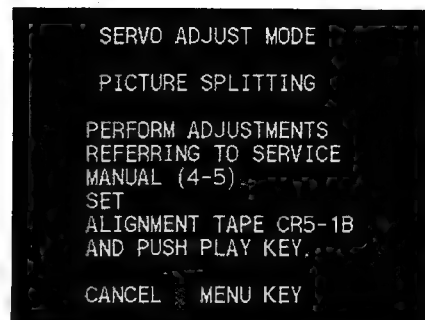 SERVO ADJUST MODE
PICTURE SPLITTING
PERFORM ADJUSTMENTS
REFERRING TO SERVICE
MANUAL (4-5).
SET
ALIGNMENT TAPE CR5-1B
AND PUSH PLAY KEY.
CANCEL MENU KEY